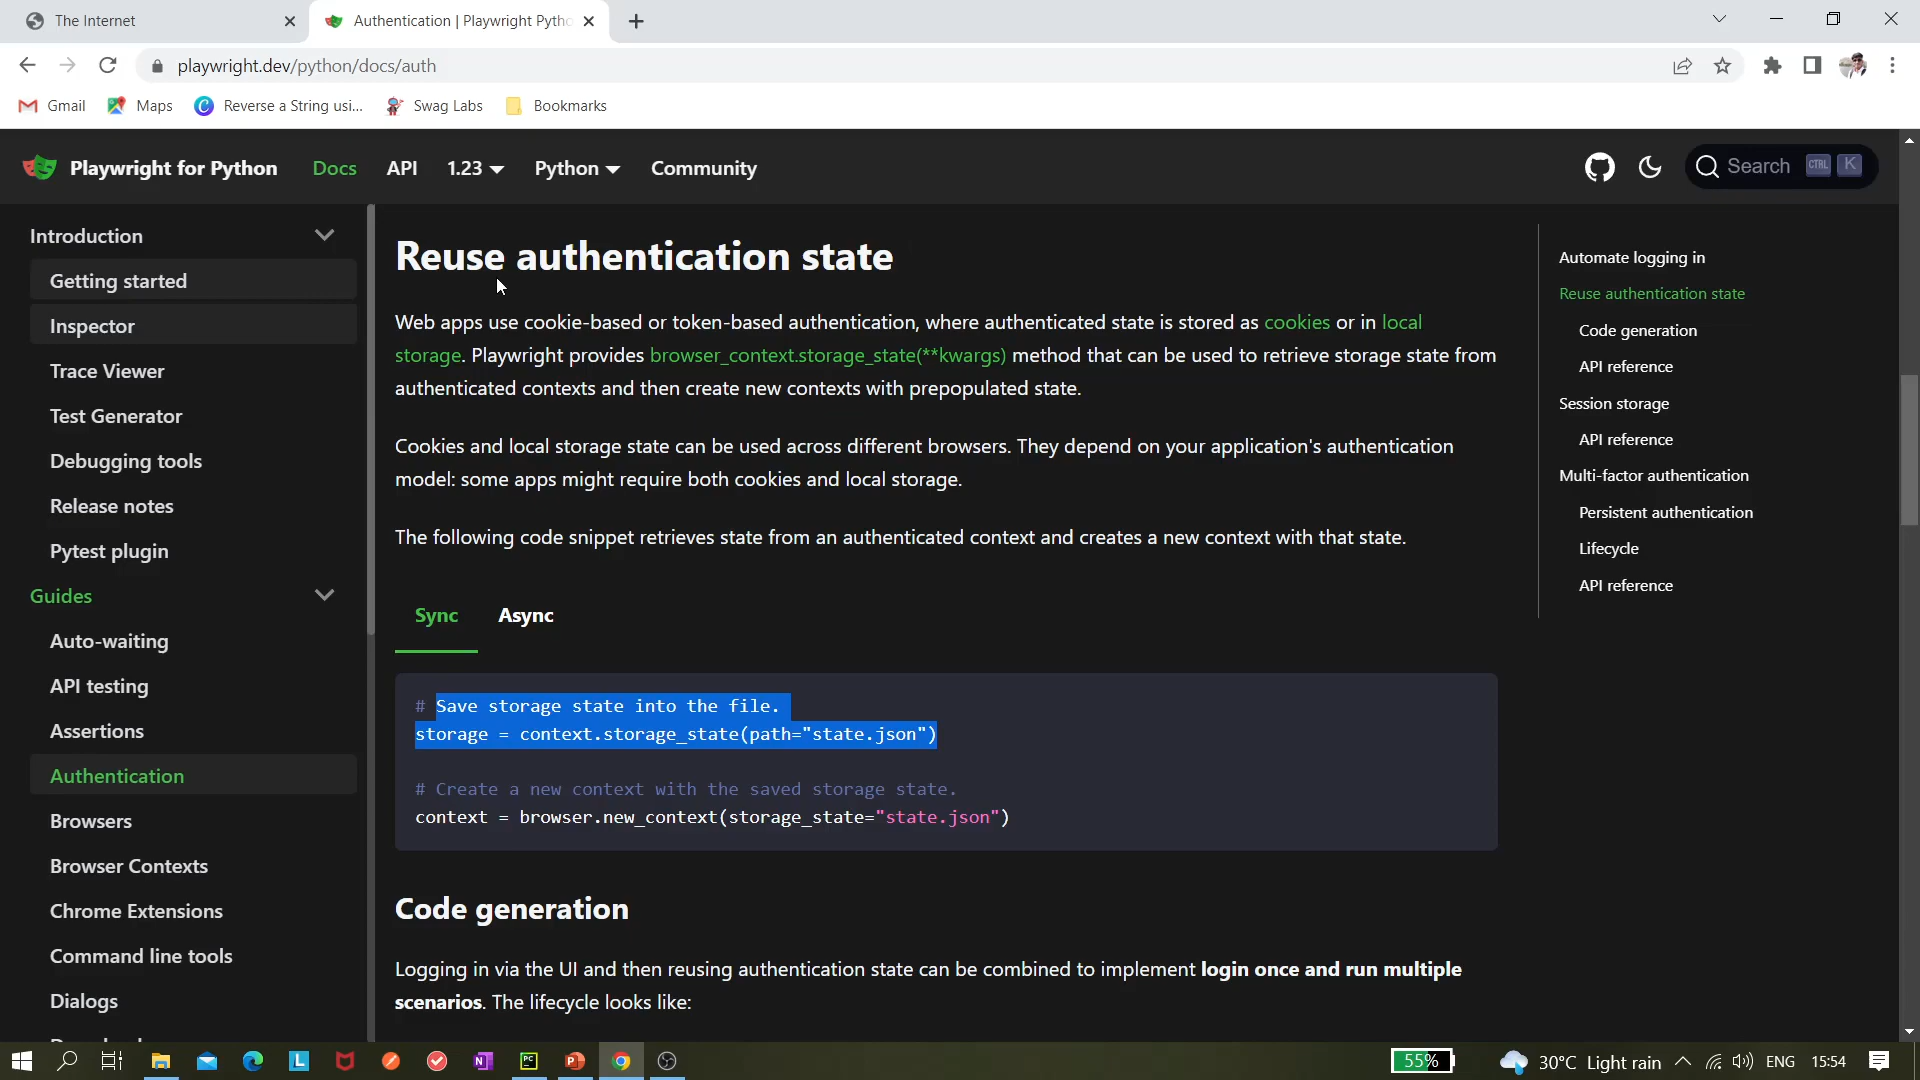 The Internet
Authentication | Playwright Pytho
playwright.dev/python/docs/auth
Gmail
Maps
Reverse a String usi...
Swag Labs
Bookmarks
Playwright for Python
Docs
API
1.23
Python
Community
Search
CTRL
K
Introduction
Getting started
Inspector
Trace Viewer
Test Generator
Debugging tools
Release notes
Pytest plugin
Guides
Auto-waiting
API testing
Assertions
Authentication
Browsers
Browser Contexts
Chrome Extensions
Command line tools
Dialogs
Reuse authentication state
Web apps use cookie-based or token-based authentication, where authenticated state is stored as cookies or in local
storage. Playwright provides browser_context.storage_state(**kwargs) method that can be used to retrieve storage state from
authenticated contexts and then create new contexts with prepopulated state.
Cookies and local storage state can be used across different browsers. They depend on your application's authentication
model: some apps might require both cookies and local storage.
The following code snippet retrieves state from an authenticated context and creates a new context with that state.
Sync
Async
# Save storage state into the file.
storage = context.storage_state(path="state.json")
# Create a new context with the saved storage state.
context = browser.new_context(storage_state="state.json")
Code generation
Logging in via the UI and then reusing authentication state can be combined to implement login once and run multiple
scenarios. The lifecycle looks like:
Automate logging in
Reuse authentication state
Code generation
API reference
Session storage
API reference
Multi-factor authentication
Persistent authentication
Lifecycle
API reference
55%
30°C Light rain
ENG
15:54